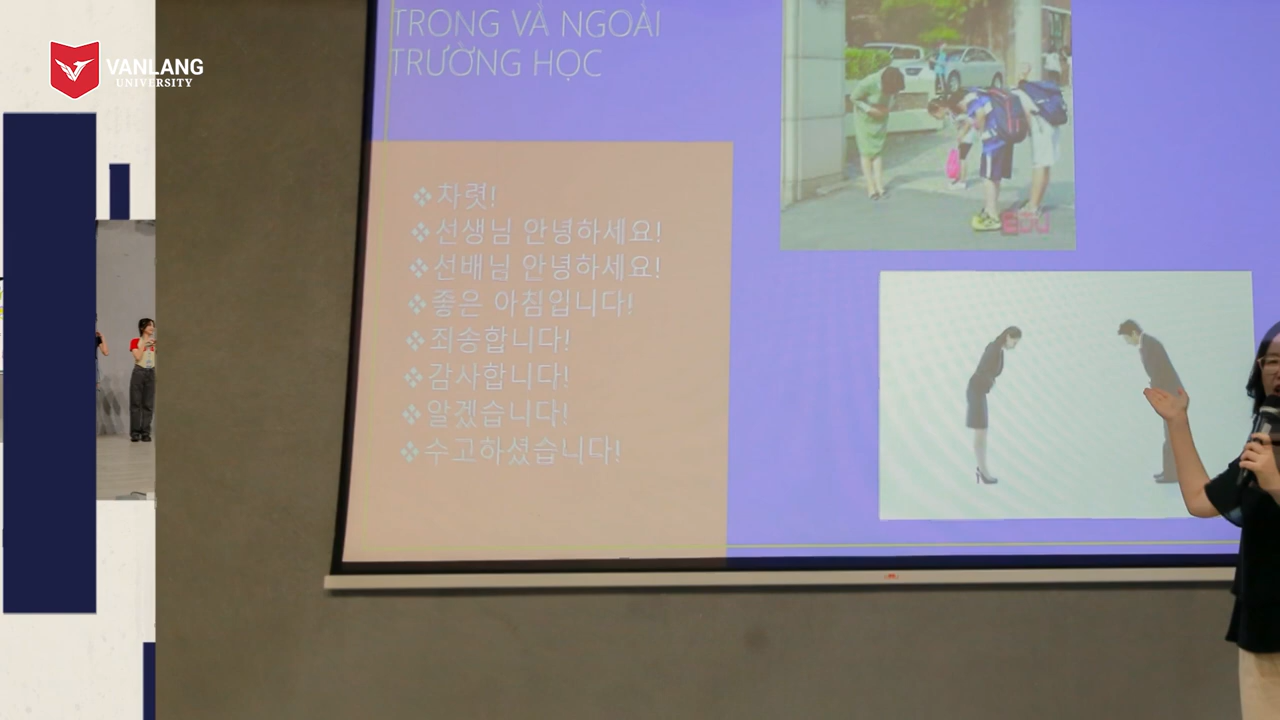 VANLANG
UNIVERSITY
TRONG VÀ NGOÀI
TRƯỜNG HỌC
❖차렷!
❖선생님 안녕하세요!
❖선배님 안녕하세요!
❖좋은 아침입니다!
❖죄송합니다!
❖감사합니다!
❖알겠습니다!
❖수고하셨습니다!
EDU